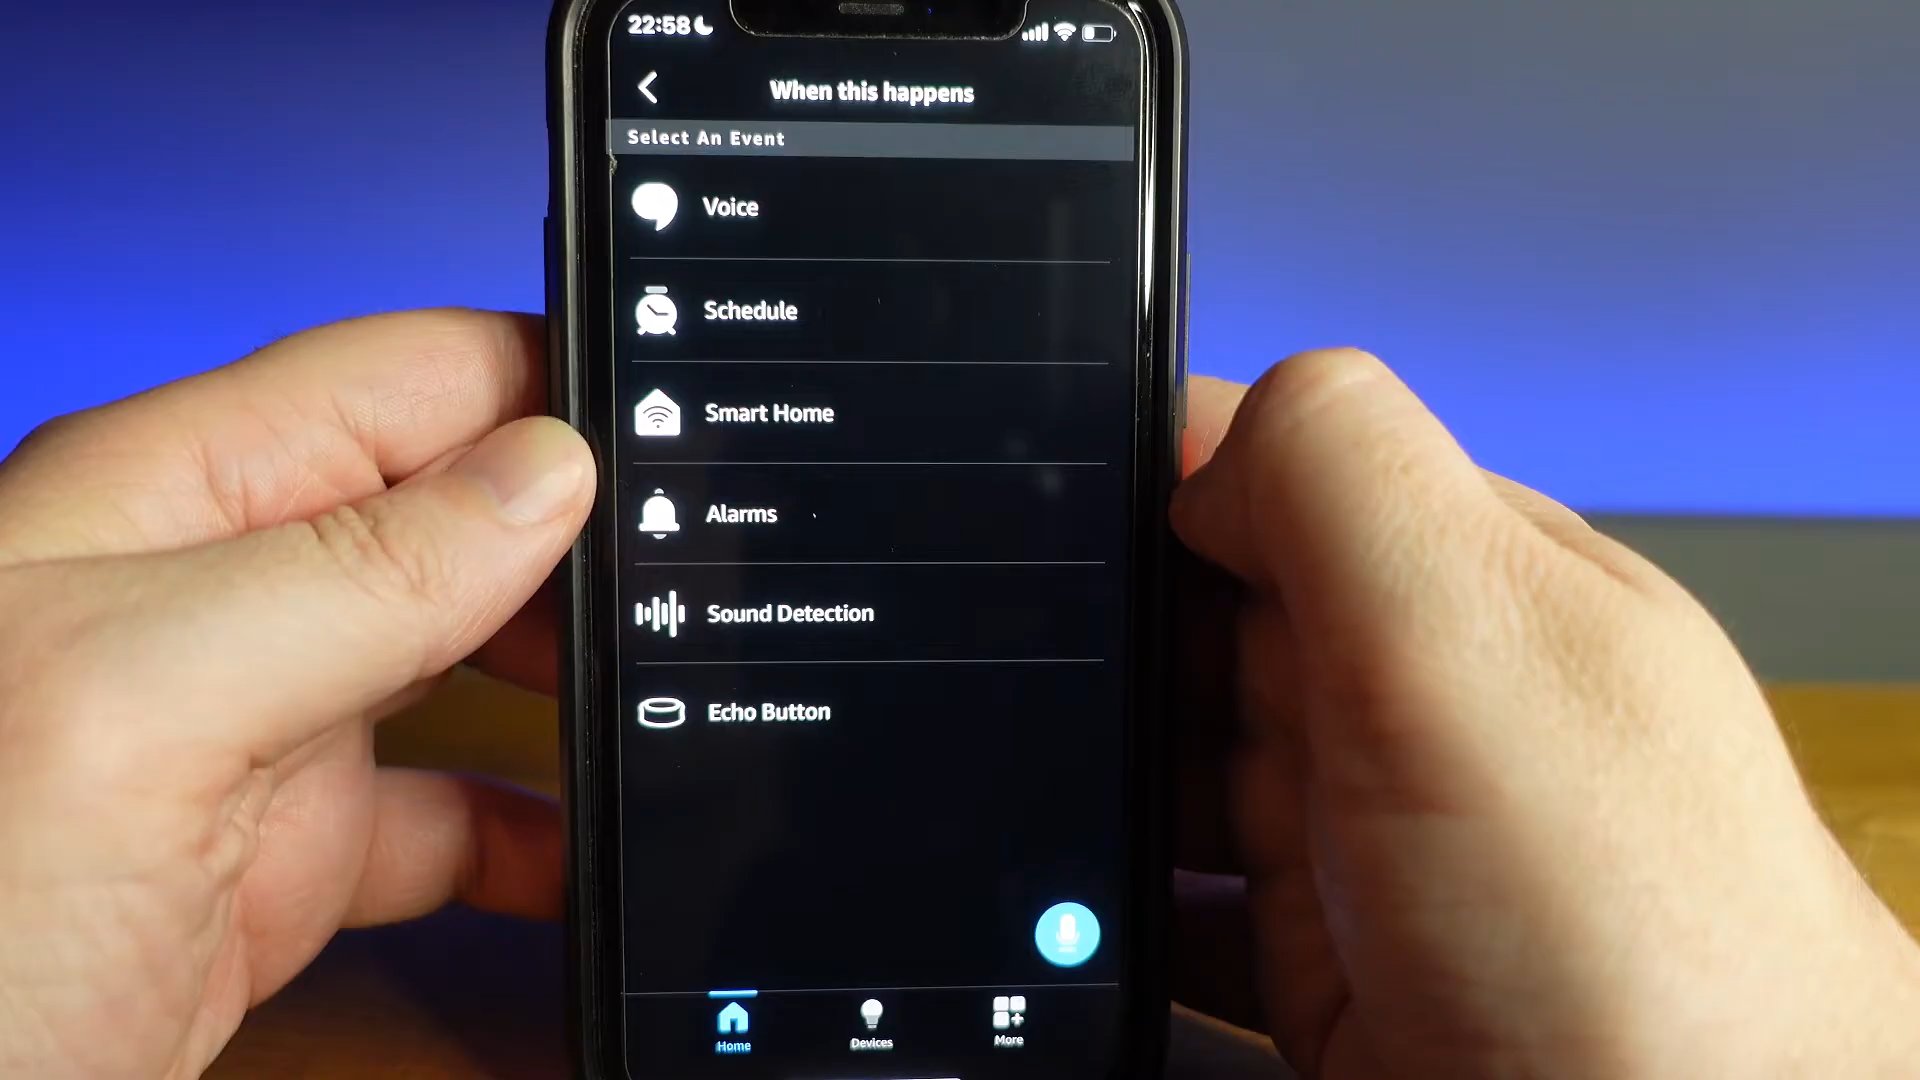 22:58
When this happens
Select An Event
Voice
Schedule
Smart Home
Alarms
Sound Detection
Echo Button
Home
Devices
More